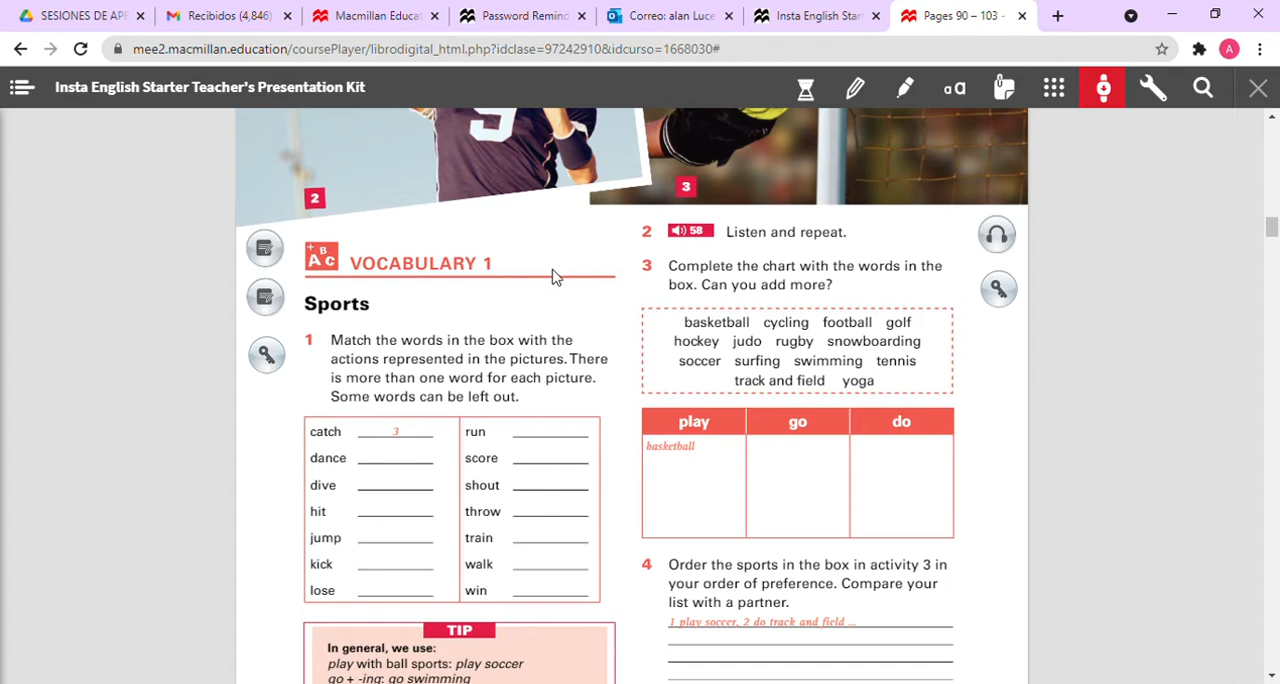 SESIONES DE AP
Recibidos (4,846)
Macmillan Educat
Password Remind
Correo: alan Luce
Insta English Star
Pages 90 – 103 -
mee2.macmillan.education/coursePlayer/librodigital_html.php?idclase=97242910&idcurso=1668030#
A
Insta English Starter Teacher's Presentation Kit
aa
2
3
+ B
A c
VOCABULARY 1
Sports
1 Match the words in the box with the
actions represented in the pictures. There
is more than one word for each picture.
Some words can be left out.
catch 3 run
dance score
dive shout
hit throw
jump train
kick walk
lose win
TIP
In general, we use:
play with ball sports: play soccer
go + -ing: go swimming
2 58 Listen and repeat.
3 Complete the chart with the words in the
box. Can you add more?
basketball cycling football golf
hockey judo rugby snowboarding
soccer surfing swimming tennis
track and field yoga
play go do
basketball
4 Order the sports in the box in activity 3 in
your order of preference. Compare your
list with a partner.
1 play soccer, 2 do track and field ...